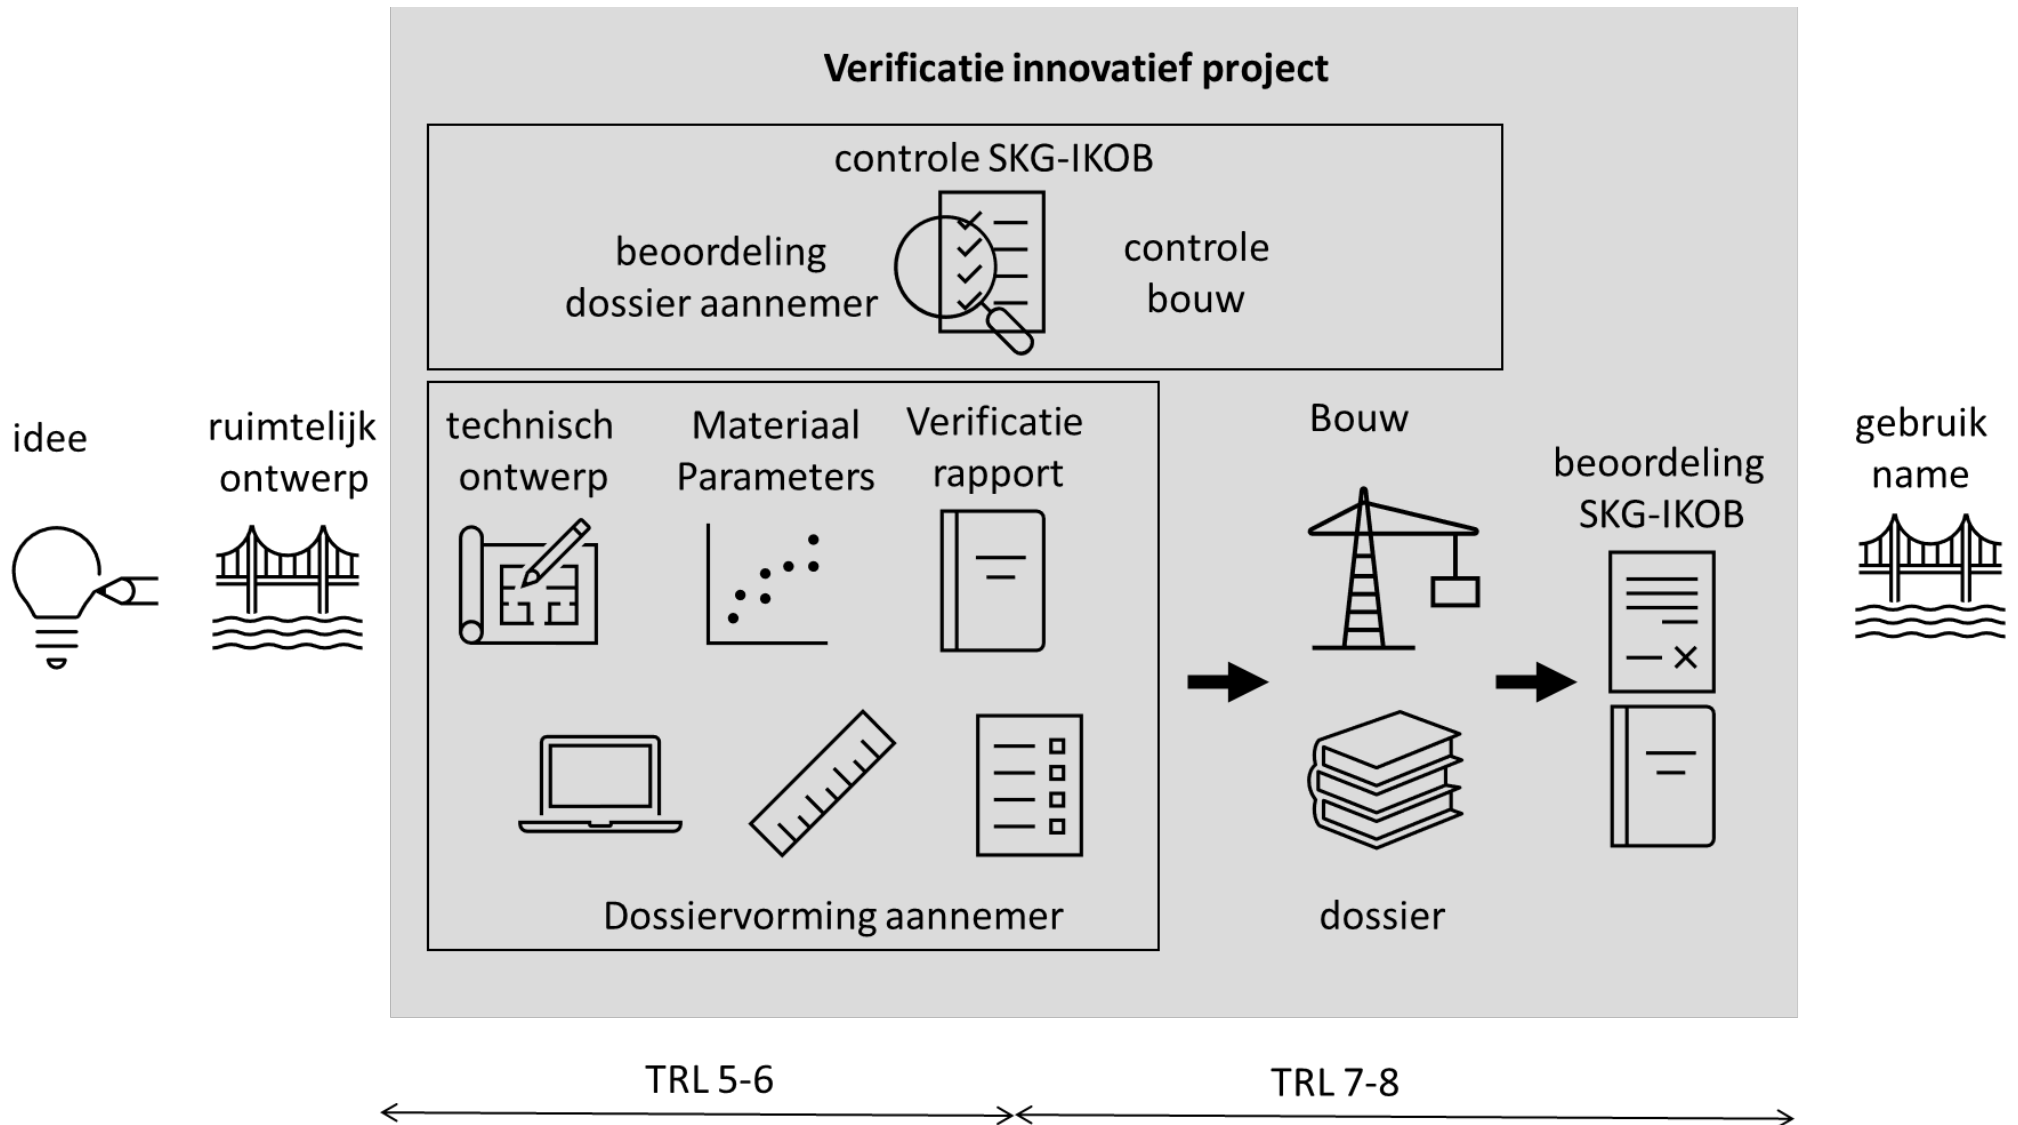 Verificatie innovatief project
controle SKG-IKOB
beoordeling
dossier aannemer
controle
bouw
idee
ruimtelijk
ontwerp
technisch
ontwerp
Materiaal
Parameters
Verificatie
rapport
Bouw
beoordeling
SKG-IKOB
gebruik
name
Dossiervorming aannemer
dossier
TRL 5-6
TRL 7-8